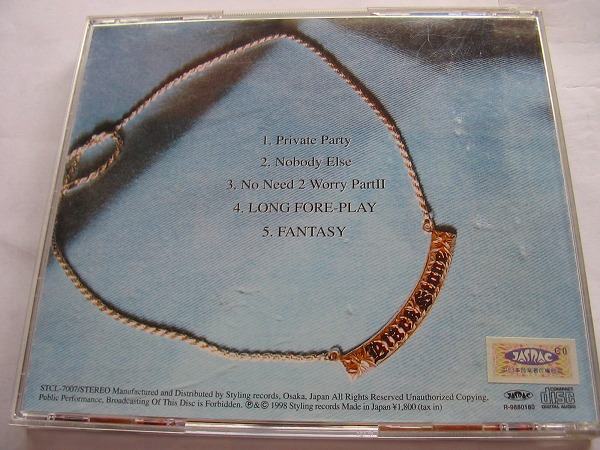 1. Private Party
2. Nobody Else
3. No Need 2 Worry PartII
4. LONG FORE-PLAY
5. FANTASY
Black Stone
JASRAC
STCL-7007/STEREO Manufactured and Distributed by Styling records, Osaka, Japan All Rights Reserved Unauthorized Copying,
Public Performance, Broadcasting Of This Disc is Forbidden. ℗&© 1998 Styling records Made in Japan ¥1,800 (tax in)
JASRAC
R-9880180
COMPACT
disc
DIGITAL AUDIO